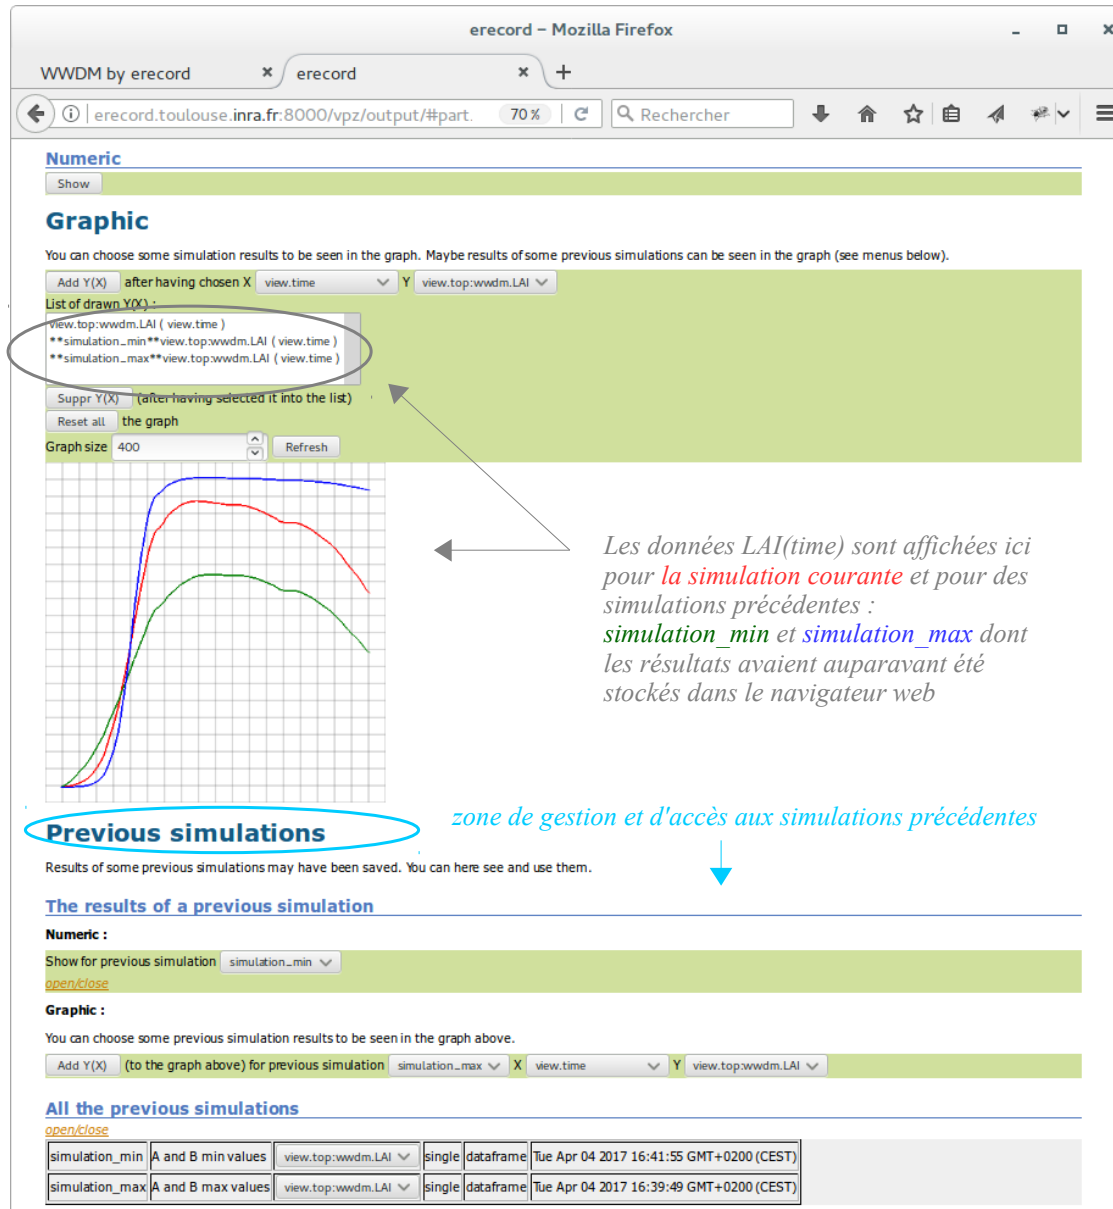 erecord – Mozilla Firefox
WWDM by erecord
erecord
erecord.toulouse.inra.fr:8000/vpz/output/#part.
70%
Rechercher
Numeric
Show
Graphic
You can choose some simulation results to be seen in the graph. Maybe results of some previous simulations can be seen in the graph (see menus below).
Add Y(X) after having chosen X view.time Y view.top:wwdm.LAI
List of drawn Y(X) :
view.top:wwdm.LAI ( view.time )
**simulation_min**view.top:wwdm.LAI ( view.time )
**simulation_max**view.top:wwdm.LAI ( view.time )
Suppr Y(X) (after having selected it into the list)
Reset all the graph
Graph size 400 Refresh
Les données LAI(time) sont affichées ici
pour la simulation courante et pour des
simulations précédentes :
simulation_min et simulation_max dont
les résultats avaient auparavant été
stockés dans le navigateur web
zone de gestion et d'accès aux simulations précédentes
Previous simulations
Results of some previous simulations may have been saved. You can here see and use them.
The results of a previous simulation
Numeric :
Show for previous simulation simulation_min
open/close
Graphic :
You can choose some previous simulation results to be seen in the graph above.
Add Y(X) (to the graph above) for previous simulation simulation_max X view.time Y view.top:wwdm.LAI
All the previous simulations
open/close
simulation_min A and B min values view.top:wwdm.LAI single dataframe Tue Apr 04 2017 16:41:55 GMT+0200 (CEST)
simulation_max A and B max values view.top:wwdm.LAI single dataframe Tue Apr 04 2017 16:39:49 GMT+0200 (CEST)